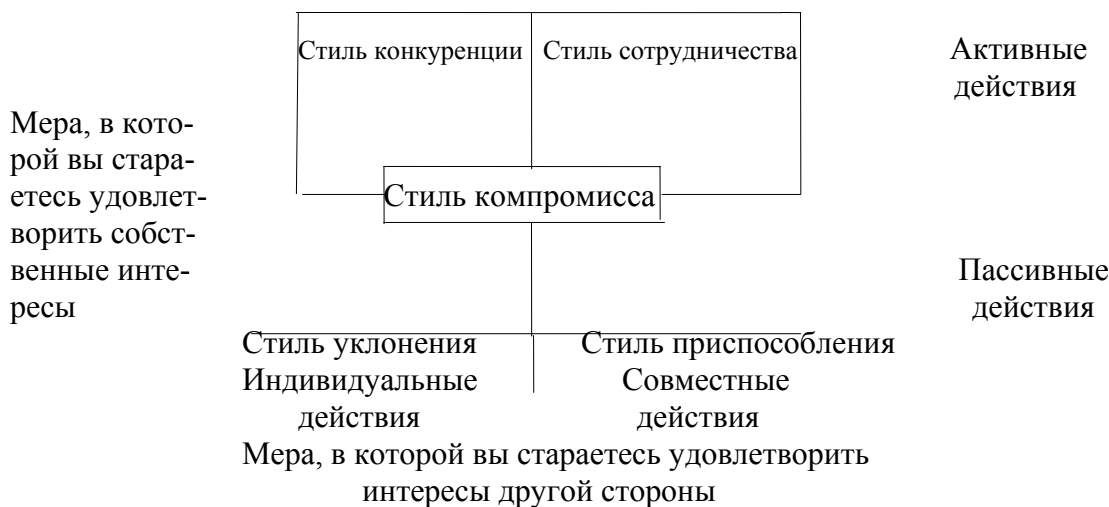 Стиль конкуренции
Стиль сотрудничества
Активные
действия
Мера, в кото-
рой вы стара-
етесь удовлет-
ворить собст-
венные инте-
ресы
Стиль компромисса
Пассивные
действия
Стиль уклонения
Стиль приспособления
Индивидуальные
Совместные
действия
действия
Мера, в которой вы стараетесь удовлетворить
интересы другой стороны